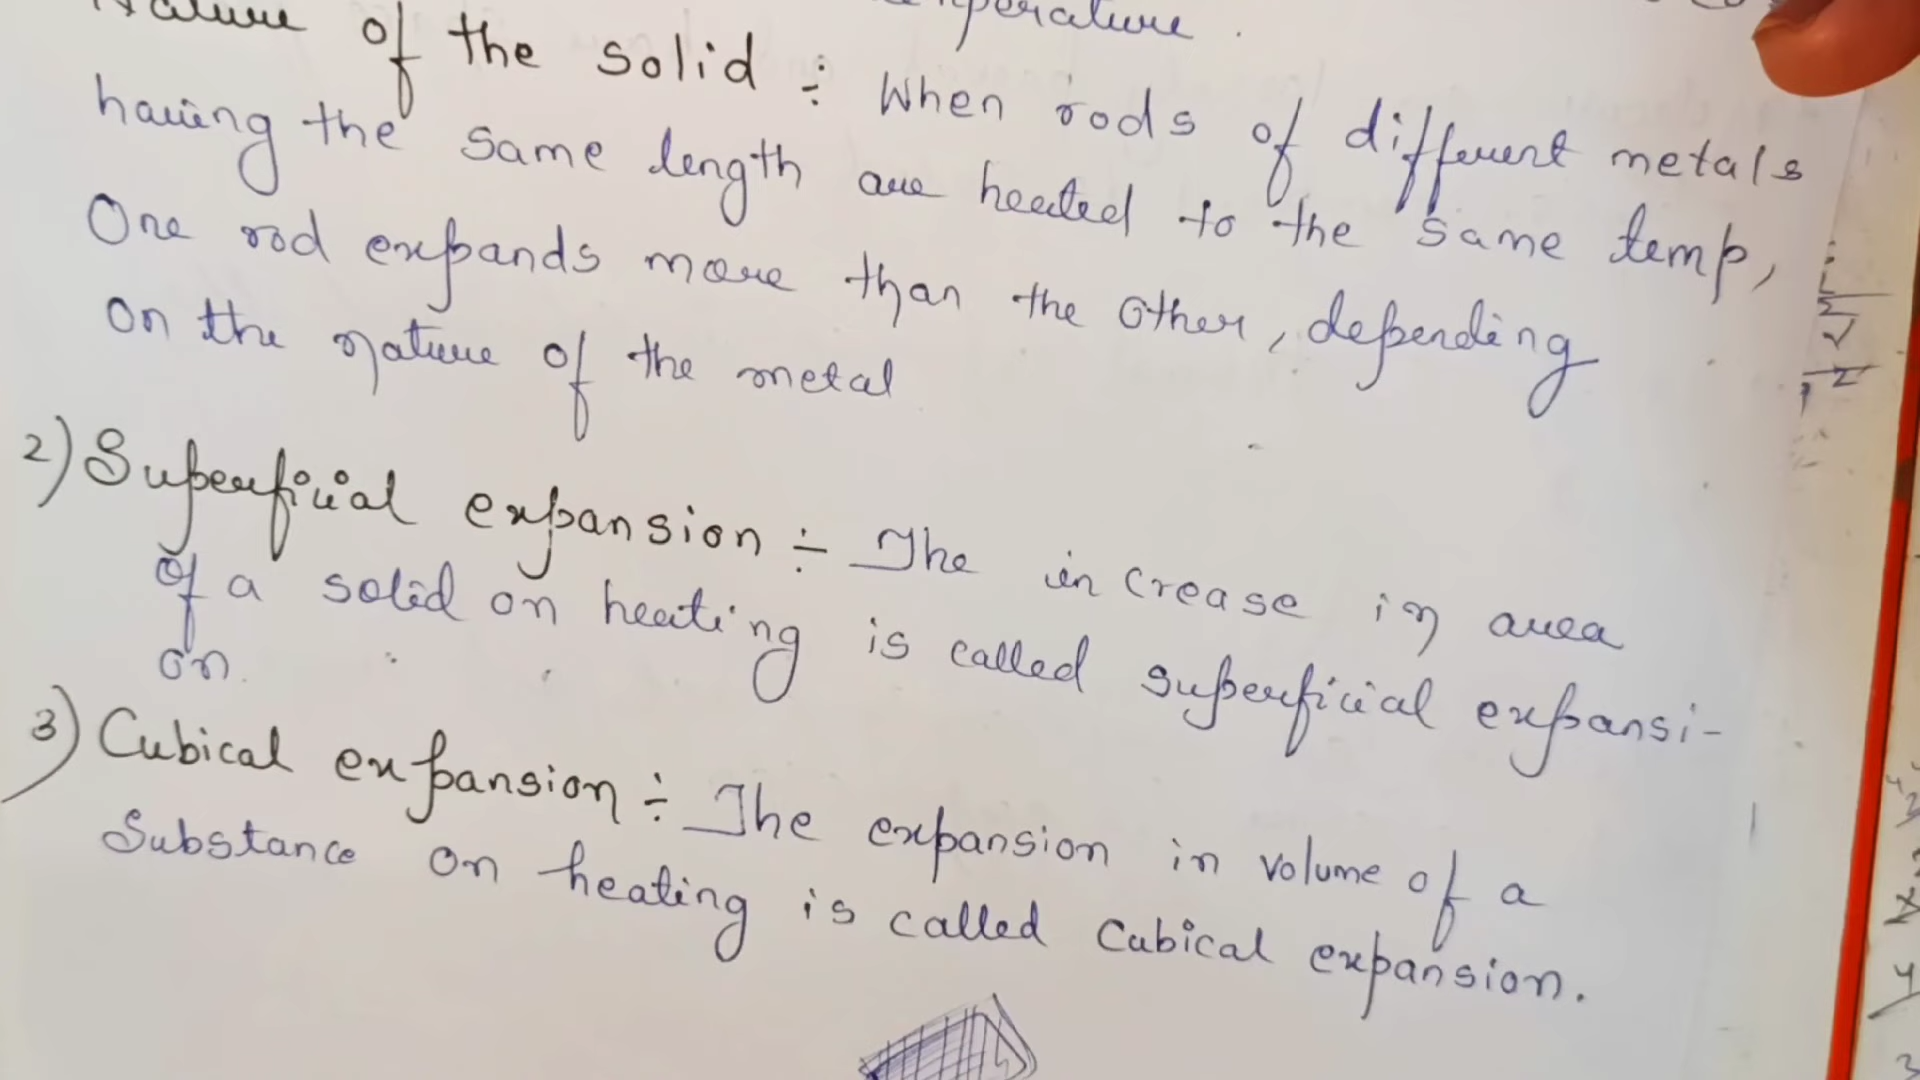 temperature.
Nature of the solid ÷ When rods of different metals
having the same length are heated to the same temp,
One rod expands more than the other, depending
on the nature of the metal
2) Superficial expansion ÷ The increase in area
of a solid on heating is called superficial expansi-
on.
3) Cubical expansion ÷ The expansion in volume of a
Substance on heating is called Cubical expansion.